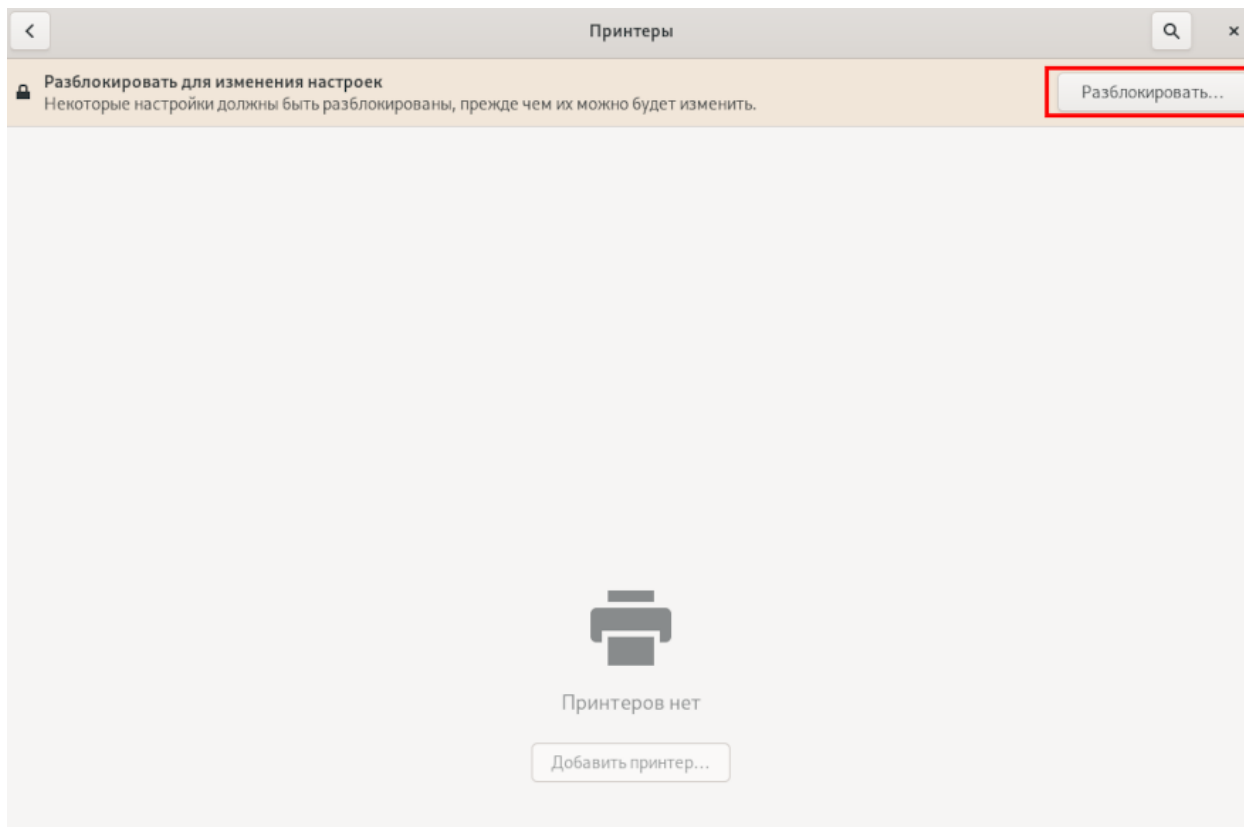 Принтеры
Разблокировать для изменения настроек
Некоторые настройки должны быть разблокированы, прежде чем их можно будет изменить.
Разблокировать...
Принтеров нет
Добавить принтер...